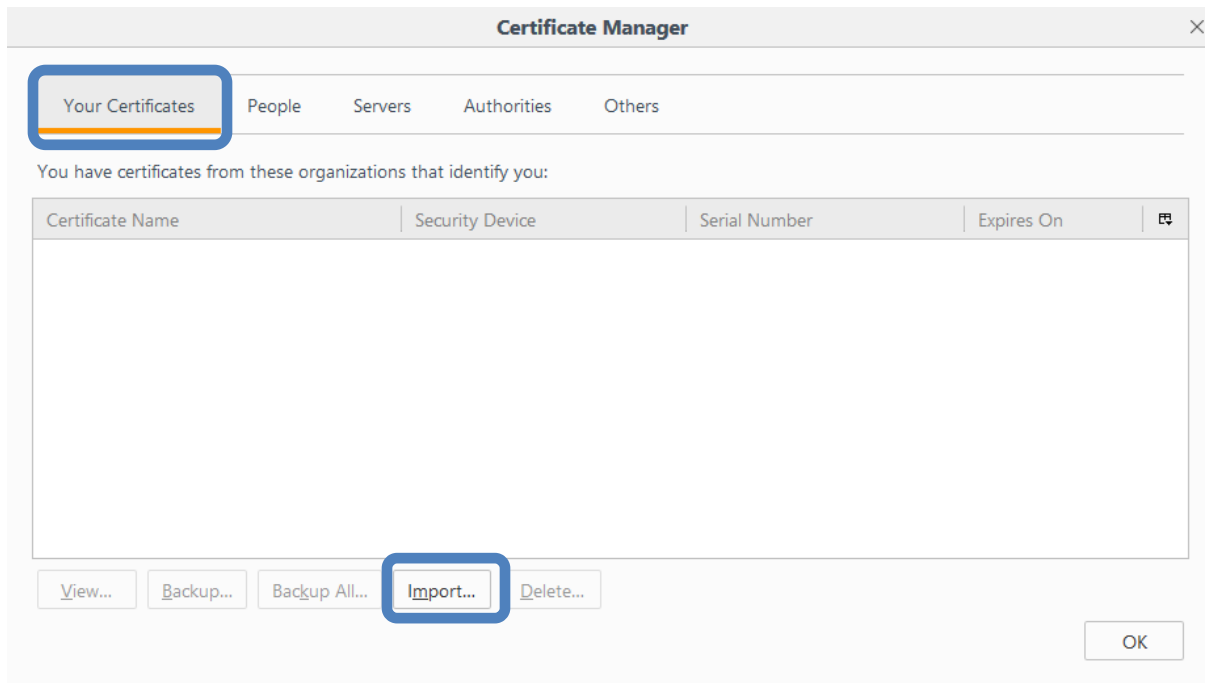 Certificate Manager
Your Certificates People Servers Authorities Others
You have certificates from these organizations that identify you:
Certificate Name Security Device Serial Number Expires On
View... Backup... Backup All... Import... Delete...
OK